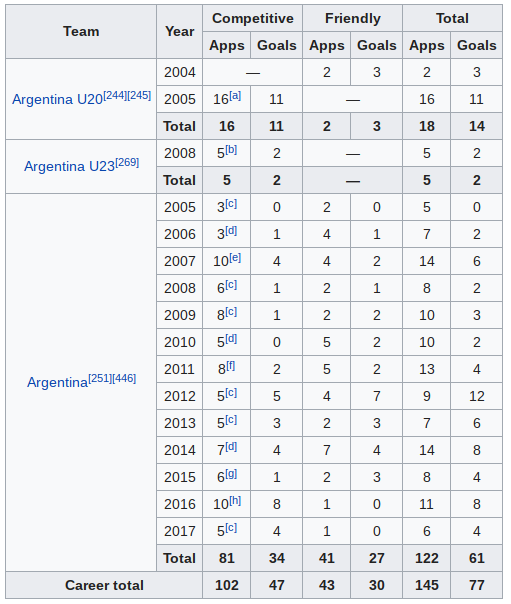 Team Year Competitive Friendly Total
Apps Goals Apps Goals Apps Goals
Argentina U20[244][245] 2004 — 2 3 2 3
2005 16[a] 11 — 16 11
Total 16 11 2 3 18 14
Argentina U23[269] 2008 5[b] 2 — 5 2
Total 5 2 — 5 2
Argentina[251][446] 2005 3[c] 0 2 0 5 0
2006 3[d] 1 4 1 7 2
2007 10[e] 4 4 2 14 6
2008 6[c] 1 2 1 8 2
2009 8[c] 1 2 2 10 3
2010 5[d] 0 5 2 10 2
2011 8[f] 2 5 2 13 4
2012 5[c] 5 4 7 9 12
2013 5[c] 3 2 3 7 6
2014 7[d] 4 7 4 14 8
2015 6[g] 1 2 3 8 4
2016 10[h] 8 1 0 11 8
2017 5[c] 4 1 0 6 4
Total 81 34 41 27 122 61
Career total 102 47 43 30 145 77